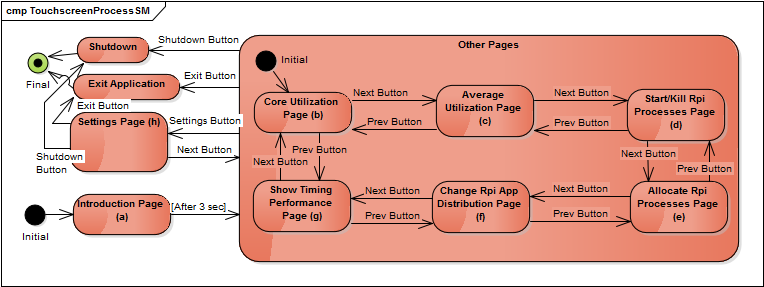 cmp TouchscreenProcessSM
Shutdown
Shutdown Button
Other Pages
Final
Initial
Exit Application
Exit Button
Exit Button
Settings Page (h)
Settings Button
Next Button
Shutdown
Button
Core Utilization
Page (b)
Next Button
Prev Button
Average
Utilization Page
(c)
Next Button
Prev Button
Start/Kill Rpi
Processes Page
(d)
Prev Button
Next Button
Next Button
Prev Button
Show Timing
Performance
Page (g)
Next Button
Prev Button
Change Rpi App
Distribution Page
(f)
Next Button
Prev Button
Allocate Rpi
Processes Page
(e)
Introduction Page
(a)
[After 3 sec]
Initial